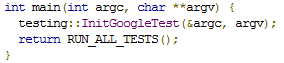 int main(int argc, char **argv) {
  testing::InitGoogleTest(&argc, argv);
  return RUN_ALL_TESTS();
}